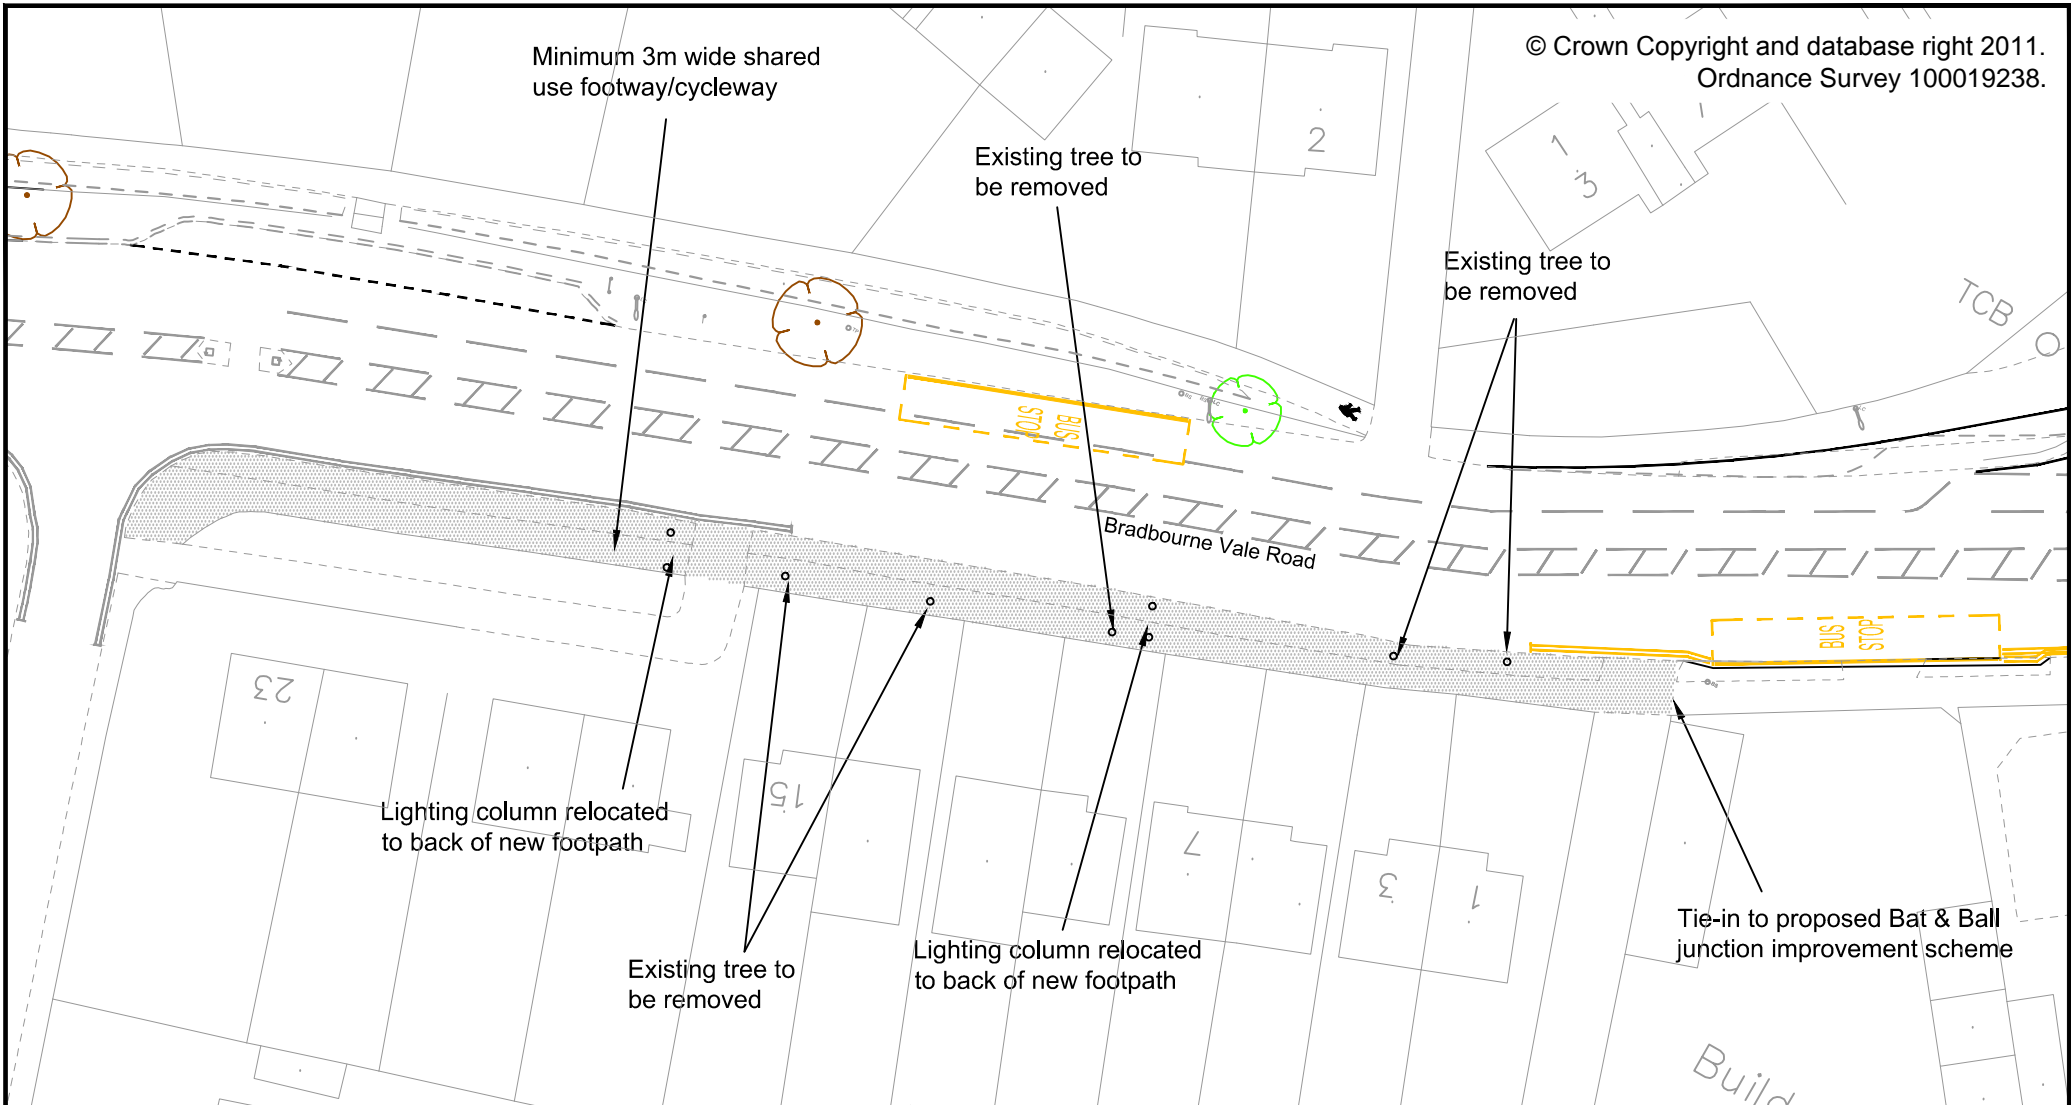 © Crown Copyright and database right 2011.
Ordnance Survey 100019238.
Minimum 3m wide shared
use footway/cycleway
Existing tree to
be removed
2
1
3
Existing tree to
be removed
TCB
BUS
STOP
Bradbourne Vale Road
BUS
STOP
23
15
7
3
1
Lighting column relocated
to back of new footpath
Existing tree to
be removed
Lighting column relocated
to back of new footpath
Tie-in to proposed Bat & Ball
junction improvement scheme
Build